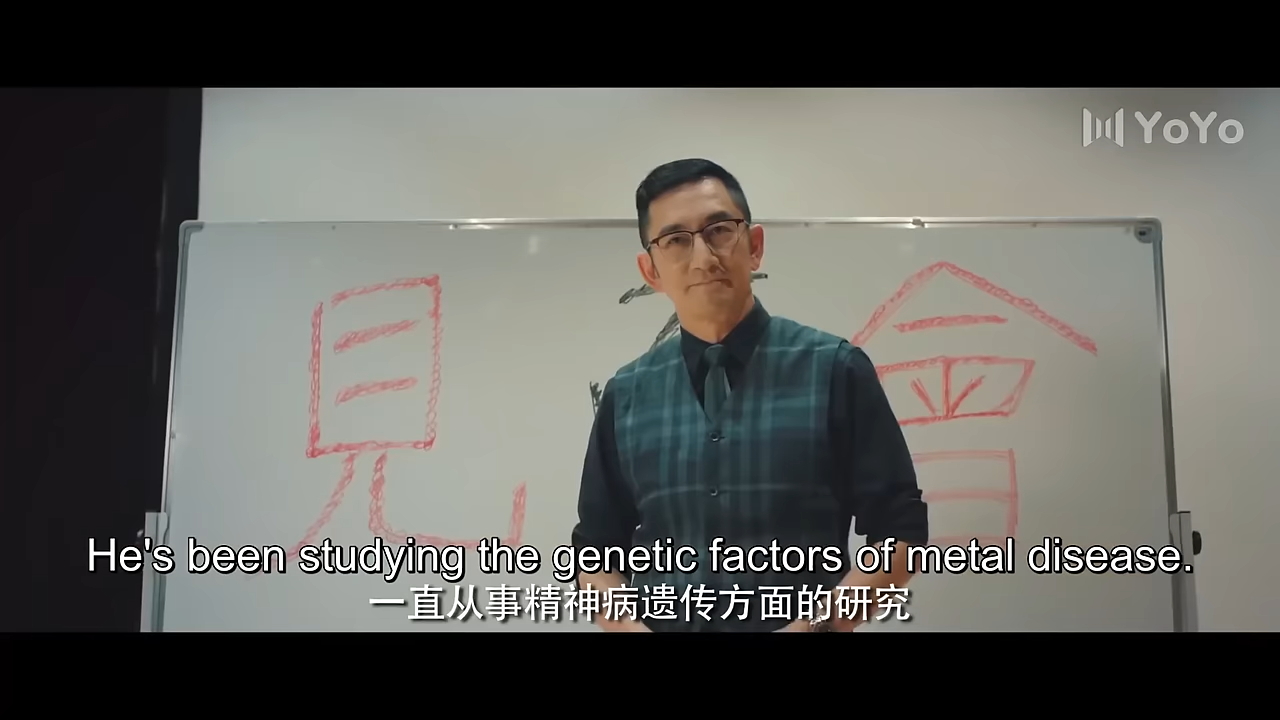 YoYo
見 會
He's been studying the genetic factors of metal disease.
一直从事精神病遗传方面的研究